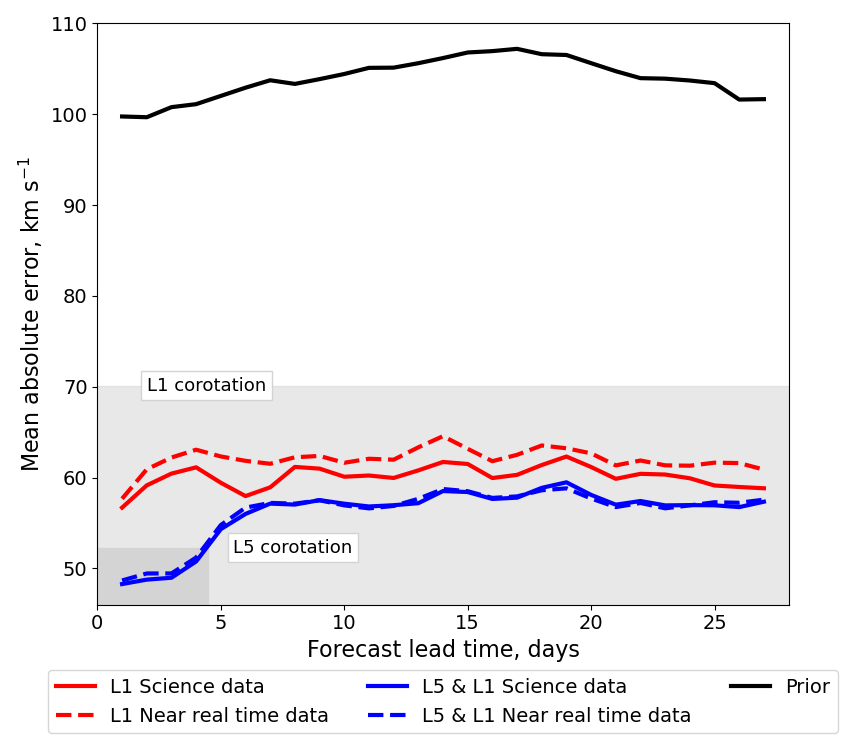 110
100
90
80
70
60
50
Mean absolute error, km s⁻¹
L1 corotation
L5 corotation
0 5 10 15 20 25
Forecast lead time, days
L1 Science data L5 & L1 Science data Prior
L1 Near real time data L5 & L1 Near real time data